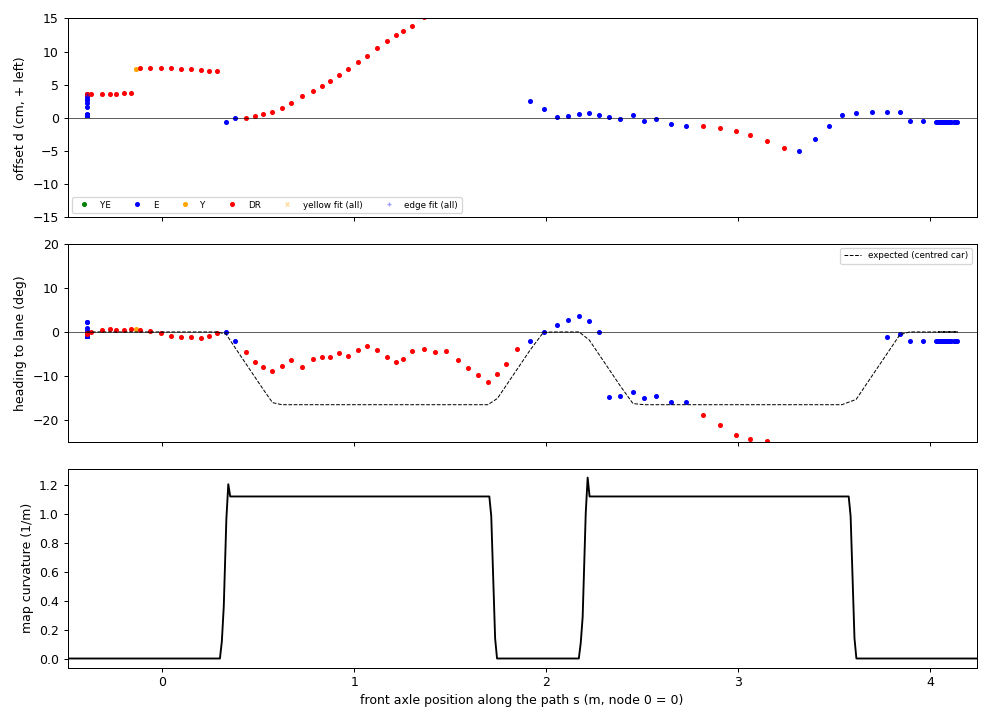 15
10
5
0
−5
−10
−15
offset d (cm, + left)
YE
E
Y
DR
yellow fit (all)
edge fit (all)
20
10
0
−10
−20
heading to lane (deg)
expected (centred car)
1.2
1.0
0.8
0.6
0.4
0.2
0.0
map curvature (1/m)
0
1
2
3
4
front axle position along the path s (m, node 0 = 0)